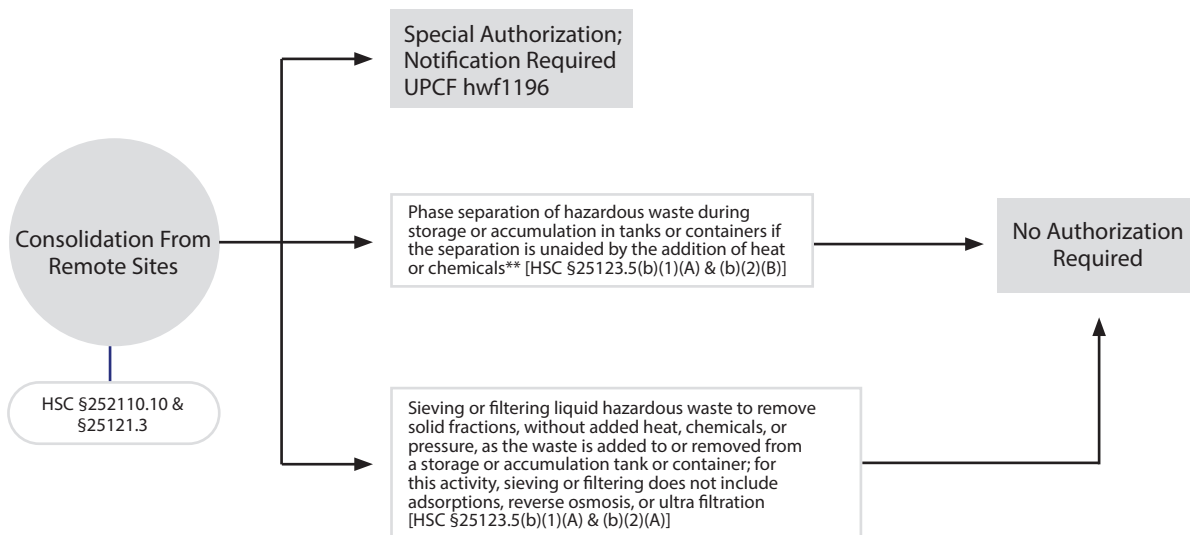 Special Authorization;
Notification Required
UPCF hwf1196
Consolidation From
Remote Sites
HSC §252110.10 &
§25121.3
Phase separation of hazardous waste during
storage or accumulation in tanks or containers if
the separation is unaided by the addition of heat
or chemicals** [HSC §25123.5(b)(1)(A) & (b)(2)(B)]
No Authorization
Required
Sieving or filtering liquid hazardous waste to remove
solid fractions, without added heat, chemicals, or
pressure, as the waste is added to or removed from
a storage or accumulation tank or container; for
this activity, sieving or filtering does not include
adsorptions, reverse osmosis, or ultra filtration
[HSC §25123.5(b)(1)(A) & (b)(2)(A)]